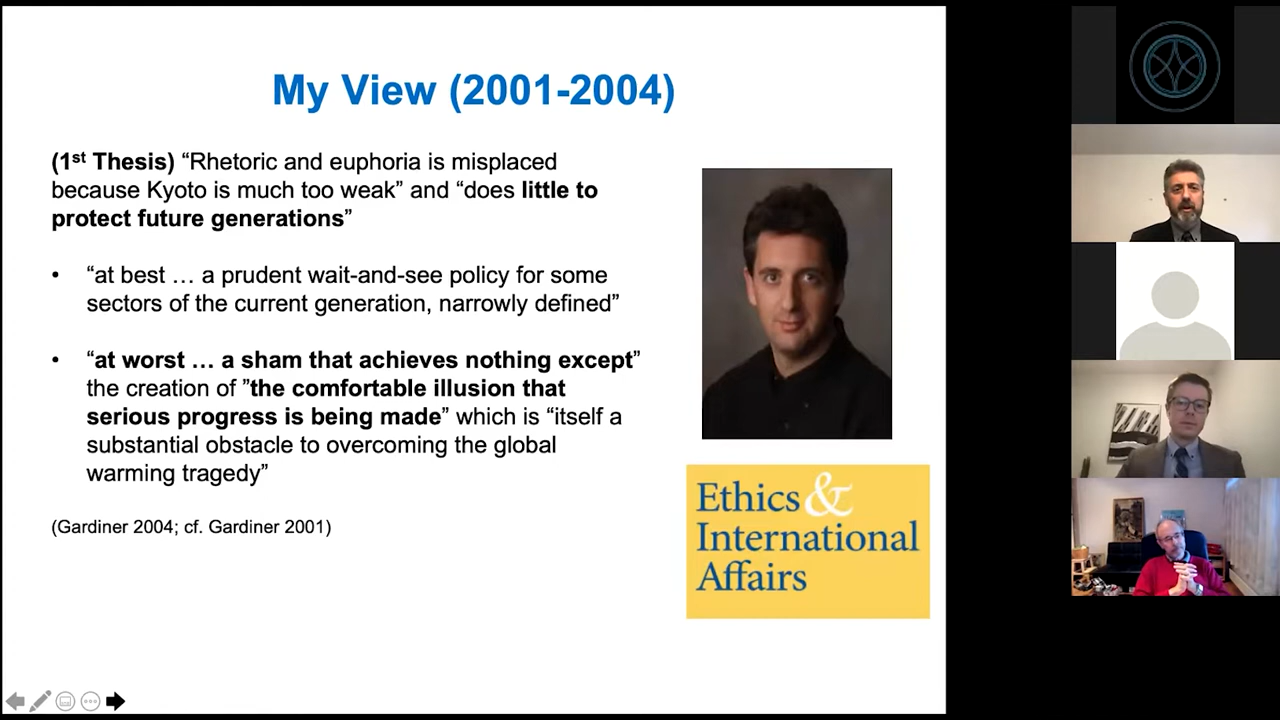 My View (2001-2004)
(1st Thesis) “Rhetoric and euphoria is misplaced
because Kyoto is much too weak” and “does little to
protect future generations”
• “at best … a prudent wait-and-see policy for some
sectors of the current generation, narrowly defined”
• “at worst … a sham that achieves nothing except”
the creation of ”the comfortable illusion that
serious progress is being made” which is “itself a
substantial obstacle to overcoming the global
warming tragedy”
(Gardiner 2004; cf. Gardiner 2001)
Ethics &
International
Affairs